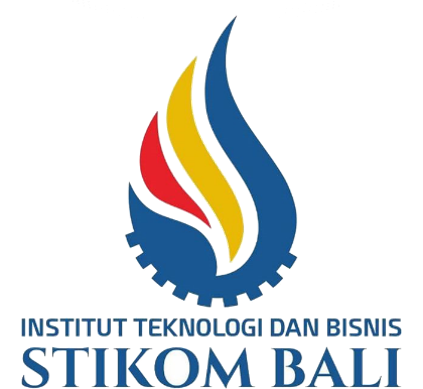 INSTITUT TEKNOLOGI DAN BISNIS
STIKOM BALI